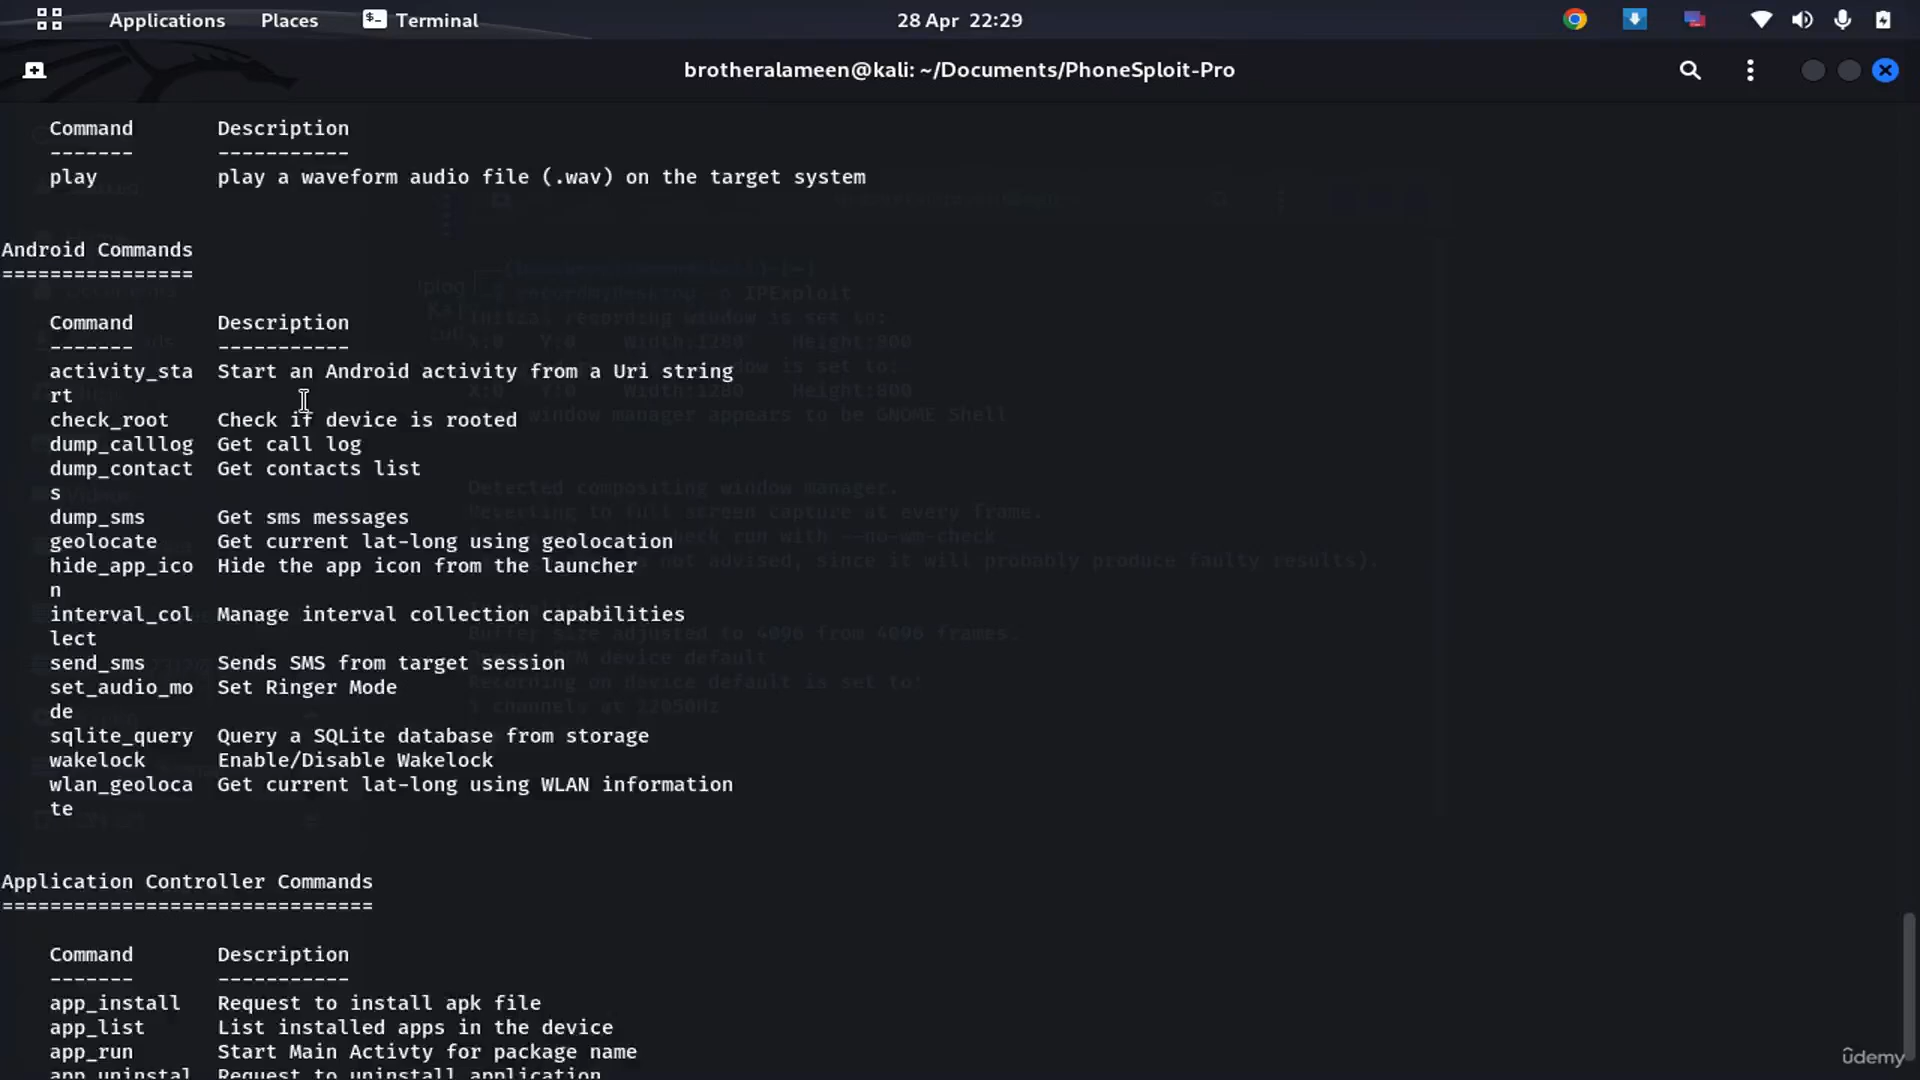 Applications Places Terminal 28 Apr 22:29
brotheralameen@kali: ~/Documents/PhoneSploit-Pro
Command Description
------- -----------
play play a waveform audio file (.wav) on the target system
Android Commands
================
Command Description
------- -----------
activity_sta Start an Android activity from a Uri string
rt
check_root Check if device is rooted
dump_calllog Get call log
dump_contact Get contacts list
s
dump_sms Get sms messages
geolocate Get current lat-long using geolocation
hide_app_ico Hide the app icon from the launcher
n
interval_col Manage interval collection capabilities
lect
send_sms Sends SMS from target session
set_audio_mo Set Ringer Mode
de
sqlite_query Query a SQLite database from storage
wakelock Enable/Disable Wakelock
wlan_geoloca Get current lat-long using WLAN information
te
Application Controller Commands
===============================
Command Description
------- -----------
app_install Request to install apk file
app_list List installed apps in the device
app_run Start Main Activty for package name
app_uninstal Request to uninstall application
udemy